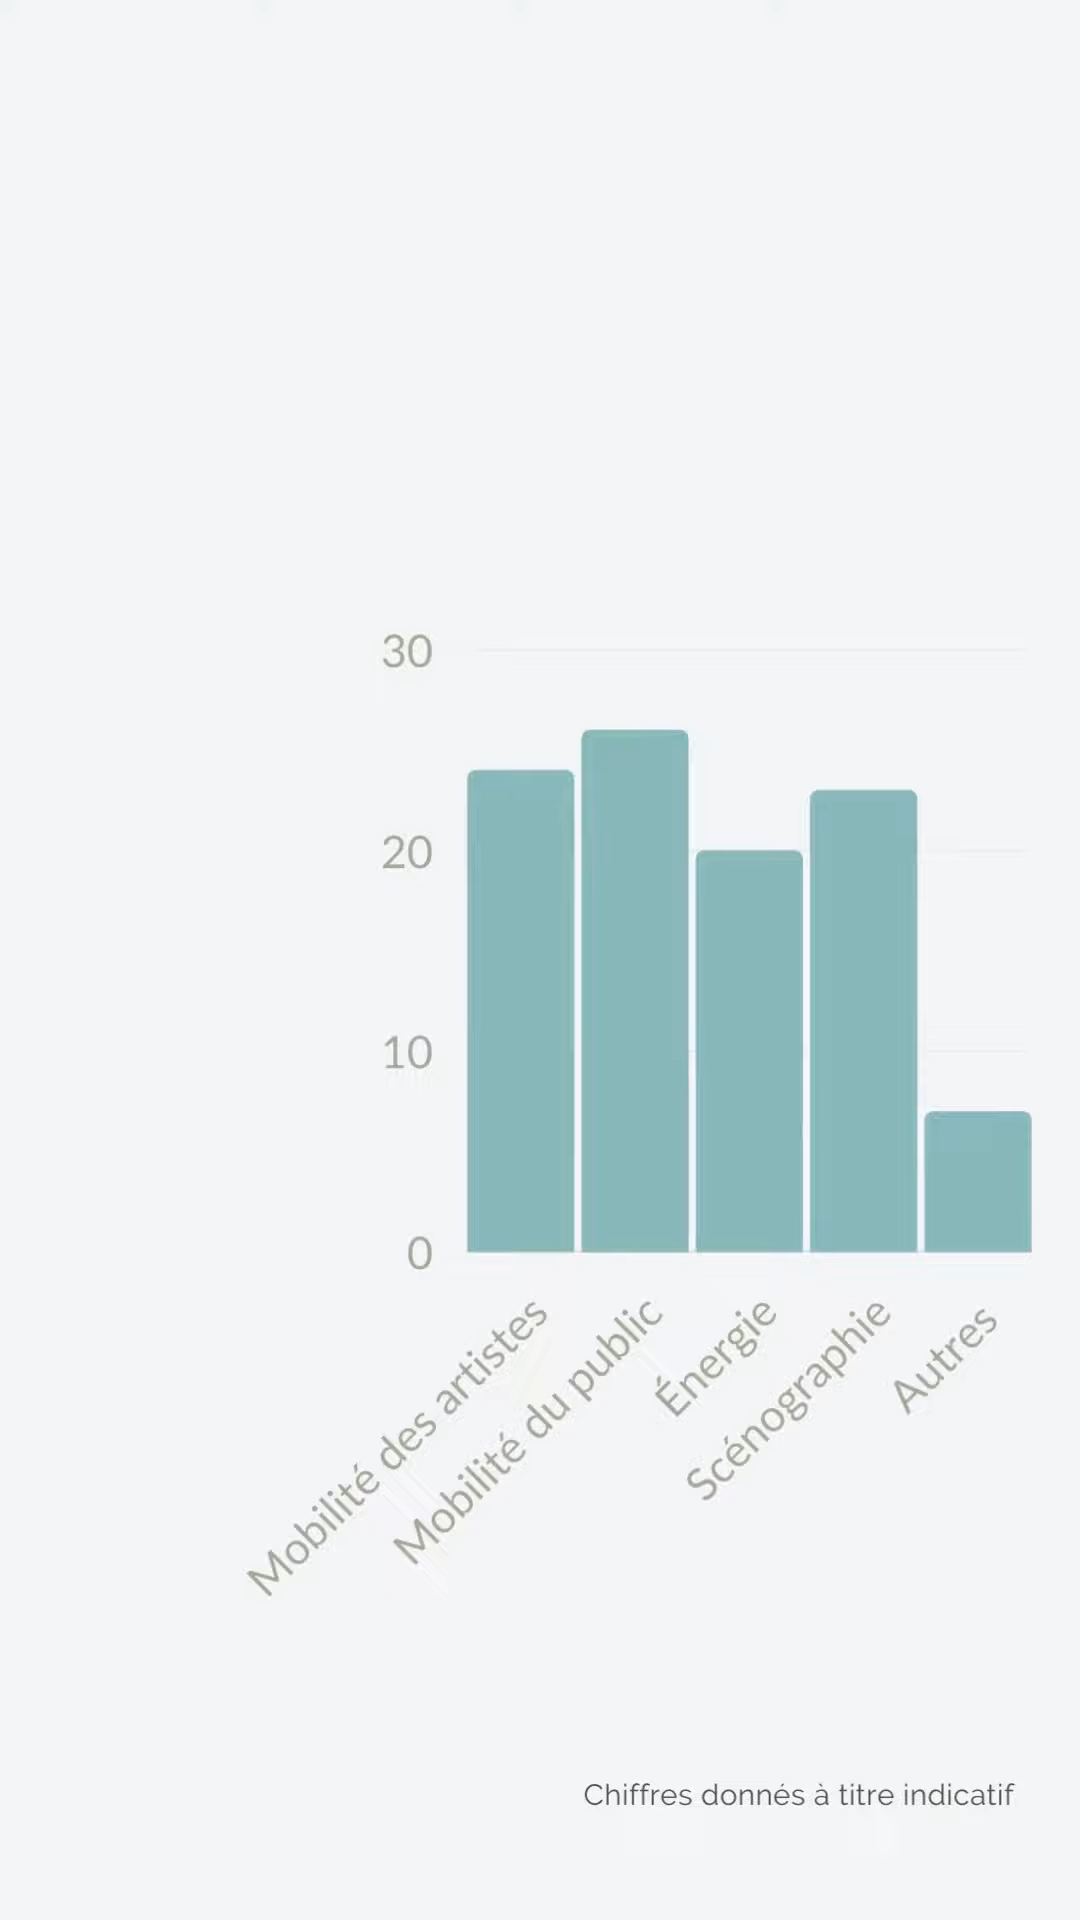 30
20
10
0
Mobilité des artistes
Mobilité du public
Énergie
Scénographie
Autres
Chiffres donnés à titre indicatif